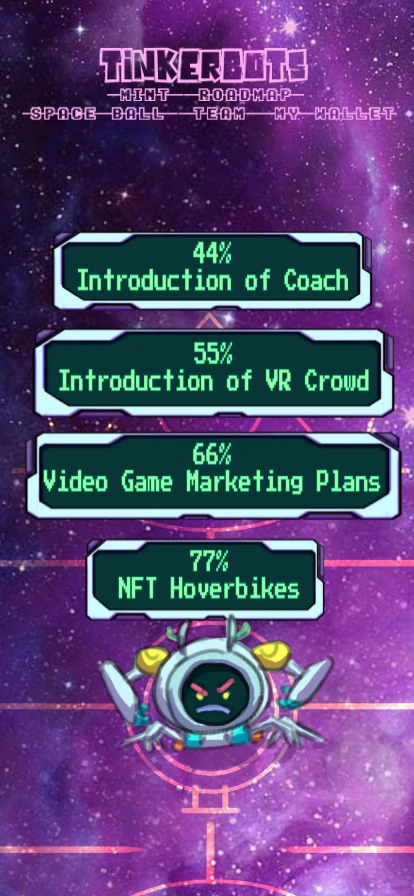 TiNKERBOTS
MINT ROADMAP
SPACE BALL TEAM MY WALLET
44%
Introduction of Coach
55%
Introduction of VR Crowd
66%
Video Game Marketing Plans
77%
NFT Hoverbikes